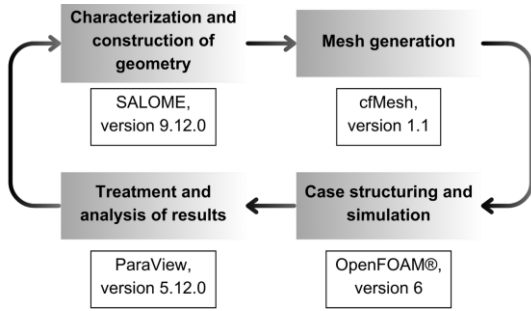 Characterization and
construction of
geometry
Mesh generation
SALOME,
version 9.12.0
cfMesh,
version 1.1
Treatment and
analysis of results
Case structuring and
simulation
ParaView,
version 5.12.0
OpenFOAM®,
version 6